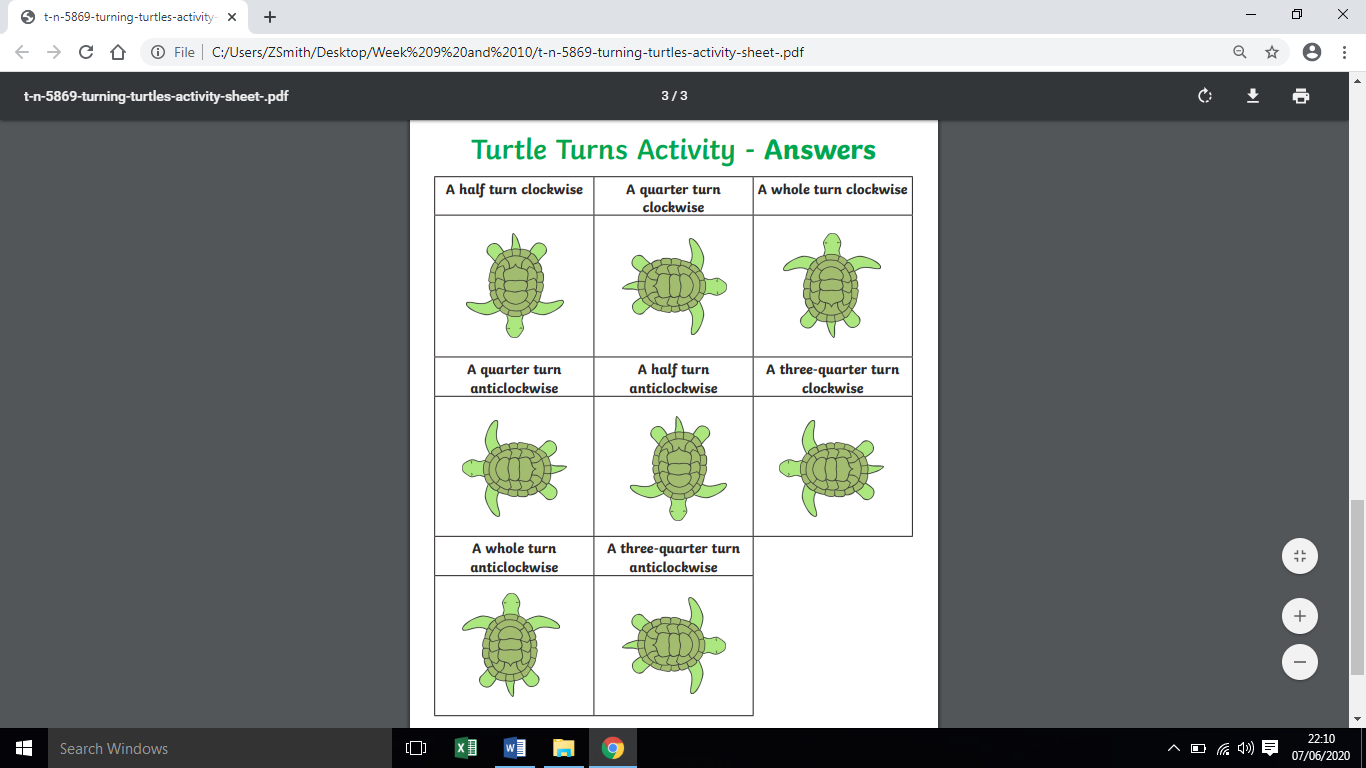 t-n-5869-turning-turtles-activity-
File
C:/Users/ZSmith/Desktop/Week%209%20and%2010/t-n-5869-turning-turtles-activity-sheet-.pdf
t-n-5869-turning-turtles-activity-sheet-.pdf
3 / 3
Turtle Turns Activity - Answers
A half turn clockwise
A quarter turn
clockwise
A whole turn clockwise
A quarter turn
anticlockwise
A half turn
anticlockwise
A three-quarter turn
clockwise
A whole turn
anticlockwise
A three-quarter turn
anticlockwise
Search Windows
22:10
07/06/2020